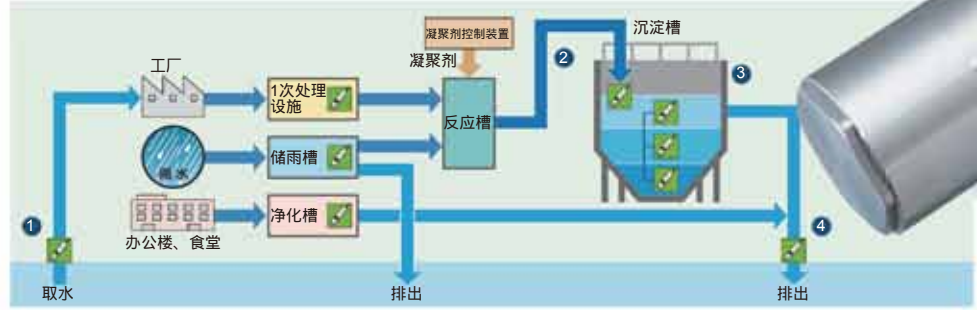 凝聚剂控制装置
沉淀槽
凝聚剂
2
3
工厂
1次处理
设施
反应槽
储雨槽
净化槽
1
4
办公楼、食堂
取水
排出
排出